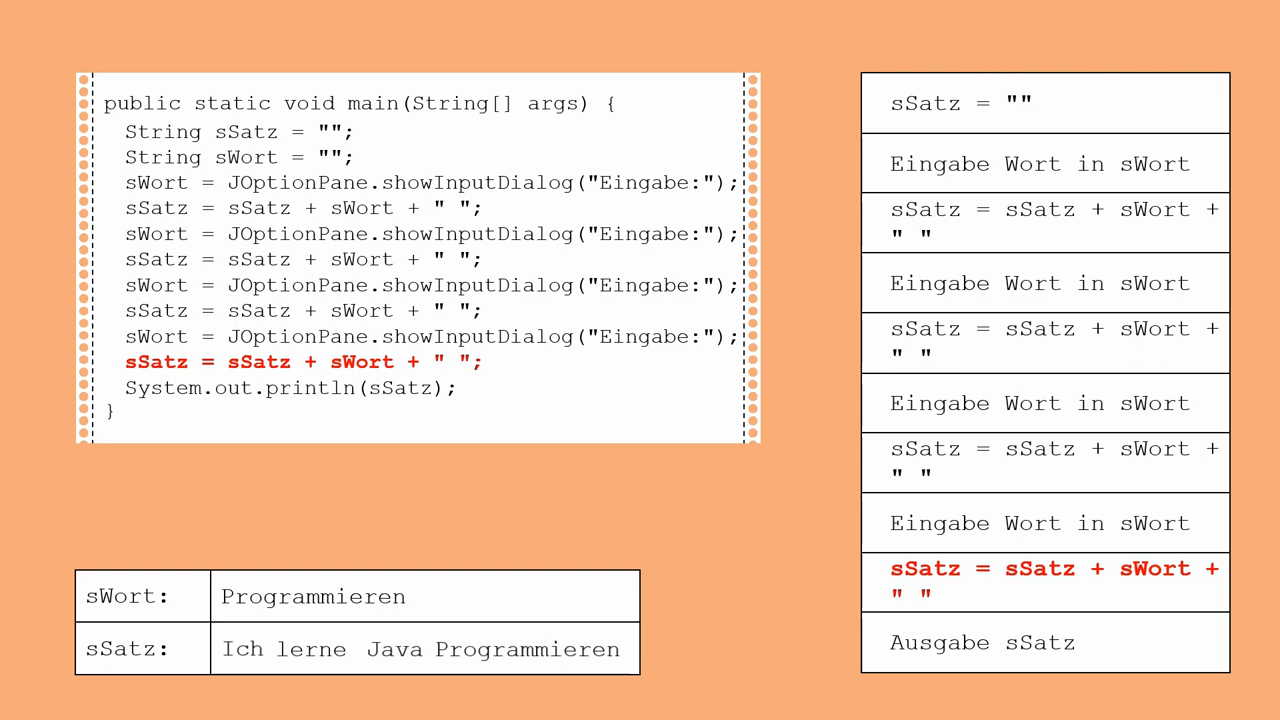 public static void main(String[] args) {
String sSatz = "";
String sWort = "";
sWort = JOptionPane.showInputDialog("Eingabe:");
sSatz = sSatz + sWort + " ";
sWort = JOptionPane.showInputDialog("Eingabe:");
sSatz = sSatz + sWort + " ";
sWort = JOptionPane.showInputDialog("Eingabe:");
sSatz = sSatz + sWort + " ";
sWort = JOptionPane.showInputDialog("Eingabe:");
sSatz = sSatz + sWort + " ";
System.out.println(sSatz);
}
sWort: Programmieren
sSatz: Ich lerne Java Programmieren
sSatz = ""
Eingabe Wort in sWort
sSatz = sSatz + sWort +
" "
Eingabe Wort in sWort
sSatz = sSatz + sWort +
" "
Eingabe Wort in sWort
sSatz = sSatz + sWort +
" "
Eingabe Wort in sWort
sSatz = sSatz + sWort +
" "
Ausgabe sSatz